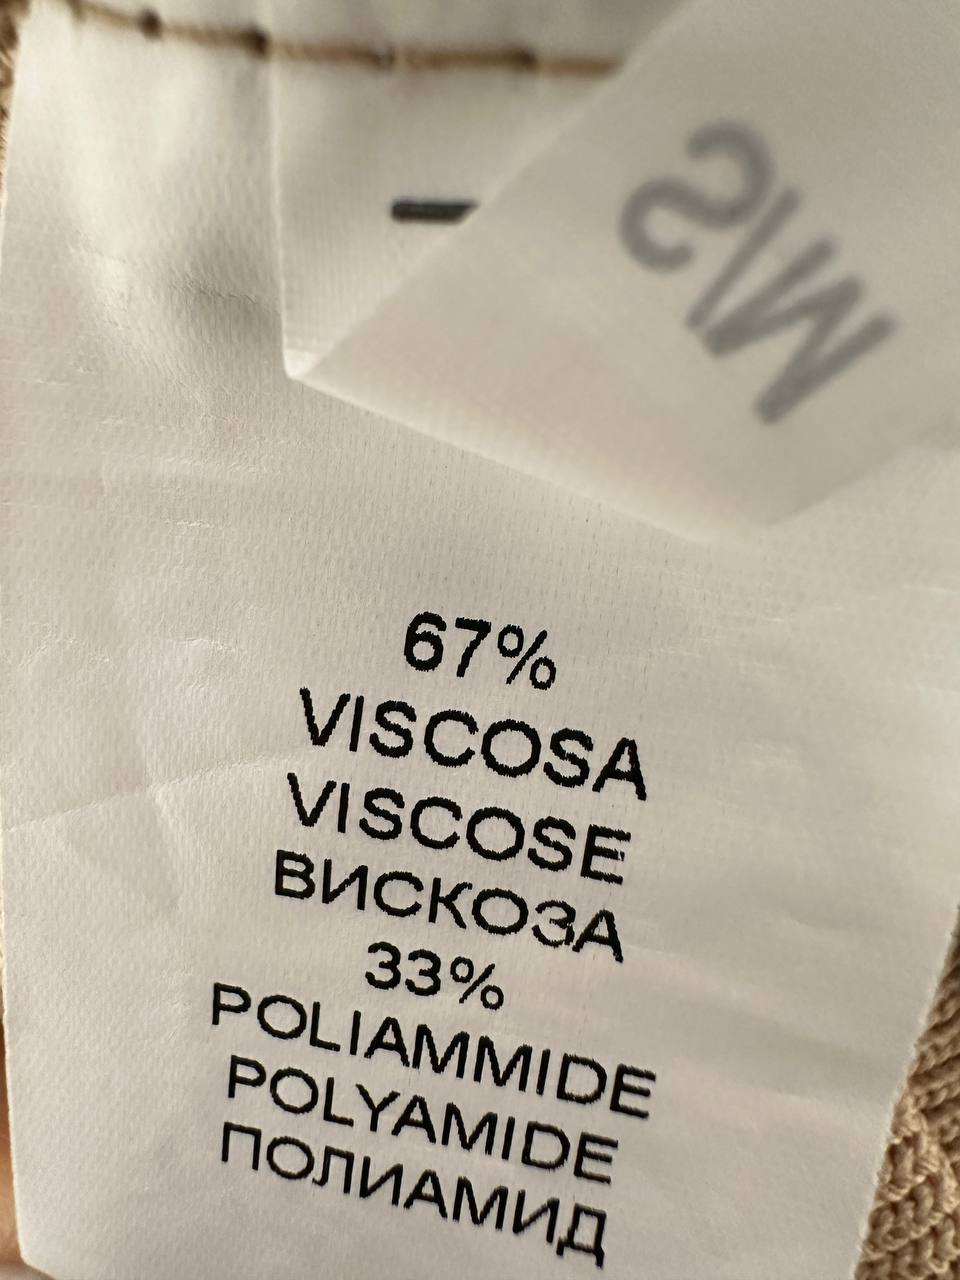 67%
VISCOSA
VISCOSE
ВИСКОЗА
33%
POLIAMMIDE
POLYAMIDE
ПОЛИАМИД